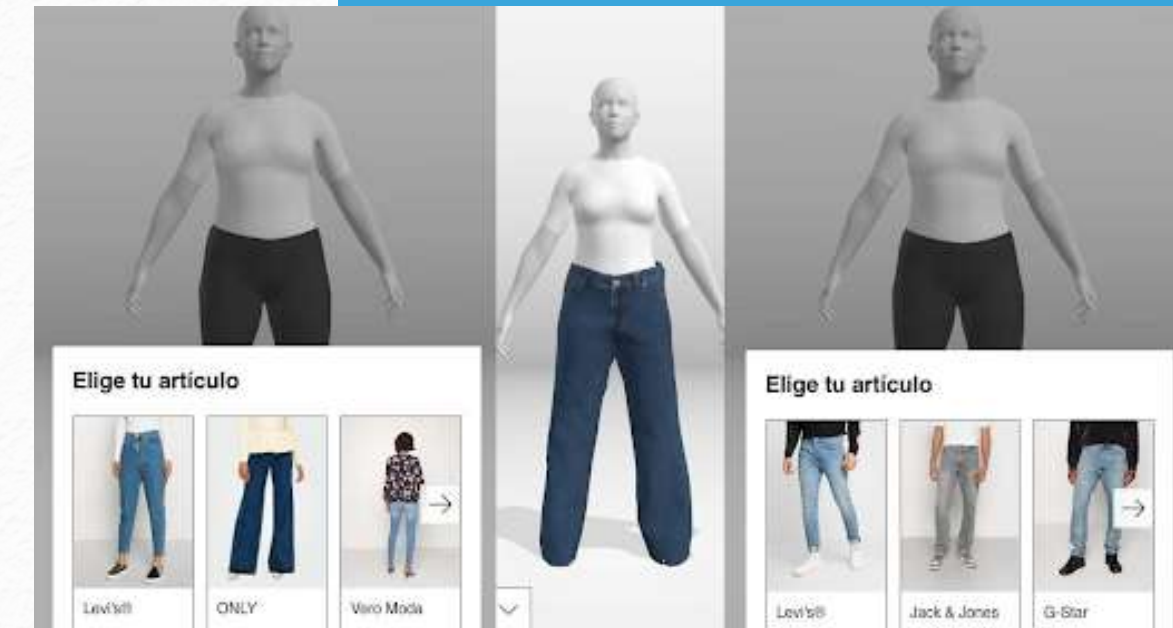 Elige tu artículo
Levi's®
ONLY
Vero Moda
Elige tu artículo
Levi's®
Jack & Jones
G-Star